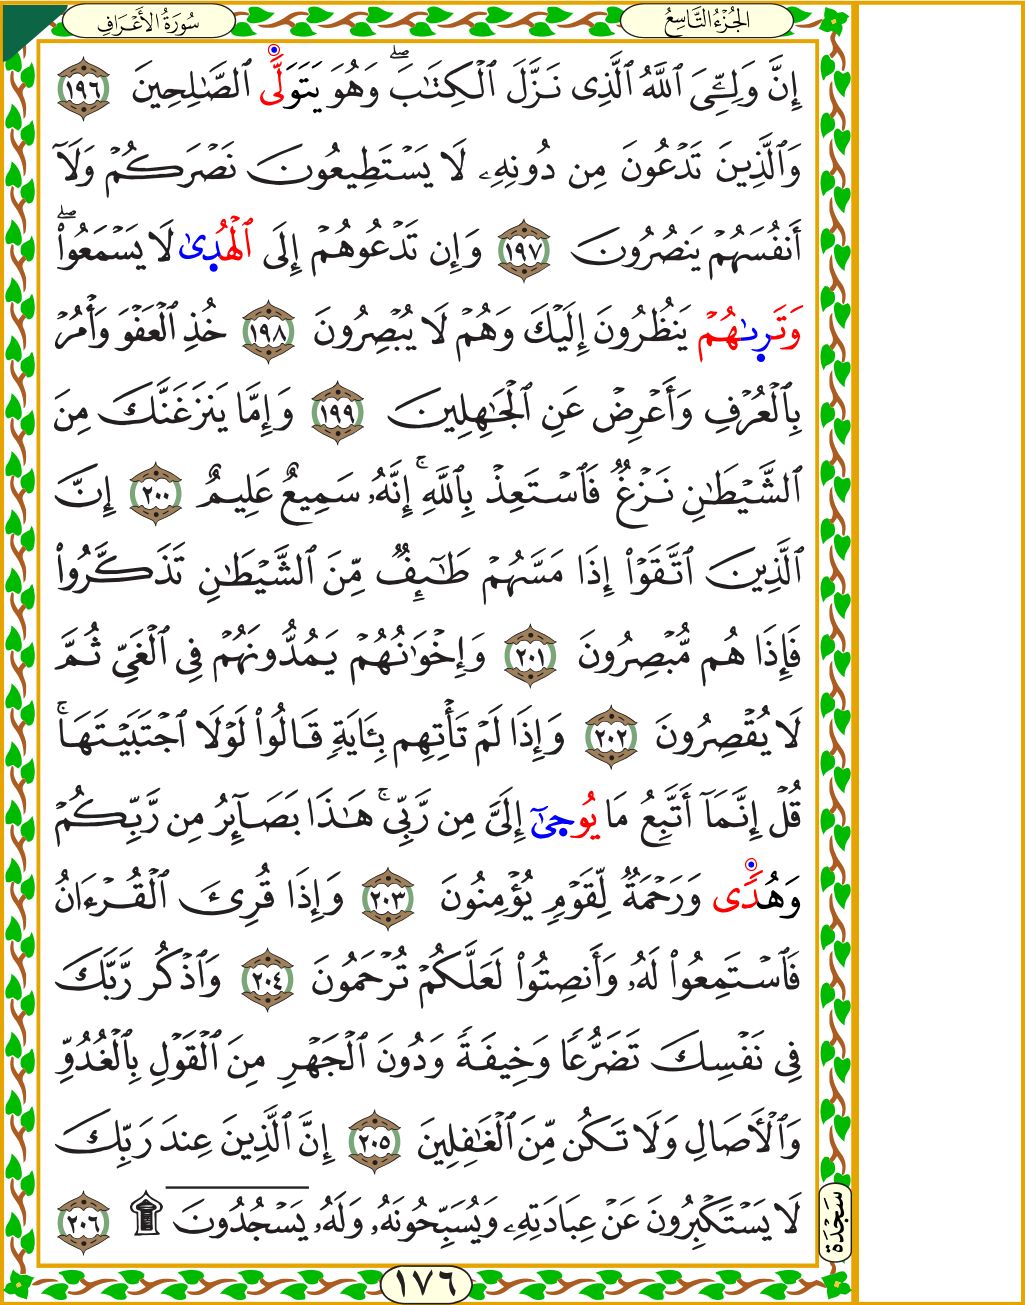 الجُزْءُ التَّاسِعُ
سُورَةُ الأَعْرَافِ
إِنَّ وَلِـِّۧيَ ٱللَّهُ ٱلَّذِى نَزَّلَ ٱلْكِتَٰبَ ۖ وَهُوَ يَتَوَلَّى ٱلصَّٰلِحِينَ ١٩٦
وَٱلَّذِينَ تَدْعُونَ مِن دُونِهِۦ لَا يَسْتَطِيعُونَ نَصْرَكُمْ وَلَآ
أَنفُسَهُمْ يَنصُرُونَ ١٩٧ وَإِن تَدْعُوهُمْ إِلَى ٱلْهُدىٰ لَا يَسْمَعُوا۟ ۖ
وَتَرىٰهُمْ يَنظُرُونَ إِلَيْكَ وَهُمْ لَا يُبْصِرُونَ ١٩٨ خُذِ ٱلْعَفْوَ وَأْمُرْ
بِٱلْعُرْفِ وَأَعْرِضْ عَنِ ٱلْجَٰهِلِينَ ١٩٩ وَإِمَّا يَنزَغَنَّكَ مِنَ
ٱلشَّيْطَٰنِ نَزْغٌ فَٱسْتَعِذْ بِٱللَّهِ ۚ إِنَّهُۥ سَمِيعٌ عَلِيمٌ ٢٠٠ إِنَّ
ٱلَّذِينَ ٱتَّقَوْا۟ إِذَا مَسَّهُمْ طَٰٓئِفٌ مِّنَ ٱلشَّيْطَٰنِ تَذَكَّرُوا۟
فَإِذَا هُم مُّبْصِرُونَ ٢٠١ وَإِخْوَٰنُهُمْ يَمُدُّونَهُمْ فِى ٱلْغَىِّ ثُمَّ
لَا يُقْصِرُونَ ٢٠٢ وَإِذَا لَمْ تَأْتِهِم بِـَٔايَةٍ قَالُوا۟ لَوْلَا ٱجْتَبَيْتَهَا ۚ
قُلْ إِنَّمَآ أَتَّبِعُ مَا يُوحىٰٓ إِلَىَّ مِن رَّبِّى ۚ هَٰذَا بَصَآئِرُ مِن رَّبِّكُمْ
وَهُدًى وَرَحْمَةٌ لِّقَوْمٍ يُؤْمِنُونَ ٢٠٣ وَإِذَا قُرِئَ ٱلْقُرْءَانُ
فَٱسْتَمِعُوا۟ لَهُۥ وَأَنصِتُوا۟ لَعَلَّكُمْ تُرْحَمُونَ ٢٠٤ وَٱذْكُر رَّبَّكَ
فِى نَفْسِكَ تَضَرُّعًا وَخِيفَةً وَدُونَ ٱلْجَهْرِ مِنَ ٱلْقَوْلِ بِٱلْغُدُوِّ
وَٱلْأَصَالِ وَلَا تَكُن مِّنَ ٱلْغَٰفِلِينَ ٢٠٥ إِنَّ ٱلَّذِينَ عِندَ رَبِّكَ
لَا يَسْتَكْبِرُونَ عَنْ عِبَادَتِهِۦ وَيُسَبِّحُونَهُۥ وَلَهُۥ يَسْجُدُونَ ۩ ٢٠٦
سَجْدَة
١٧٦